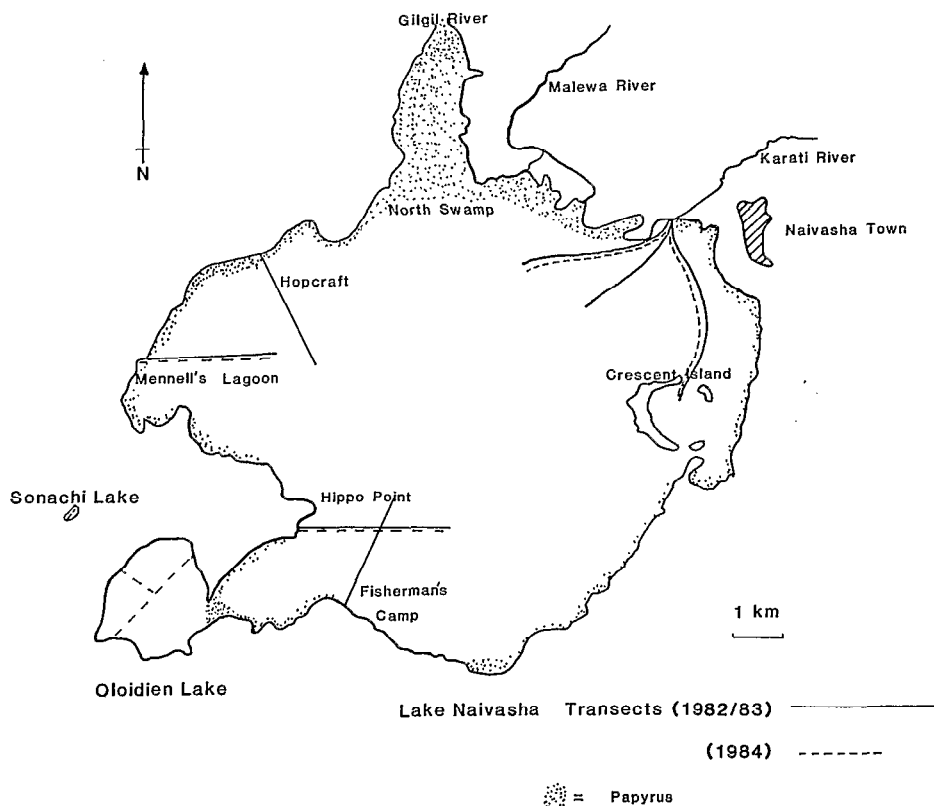 Gilgil River
Malewa River
N
Karati River
North Swamp
Naivasha Town
Hopcraft
Mennell's Lagoon
Crescent Island
Sonachi Lake
Hippo Point
Fisherman's
Camp
1 km
Oloidien Lake
Lake Naivasha Transects (1982/83)
(1984)
= Papyrus